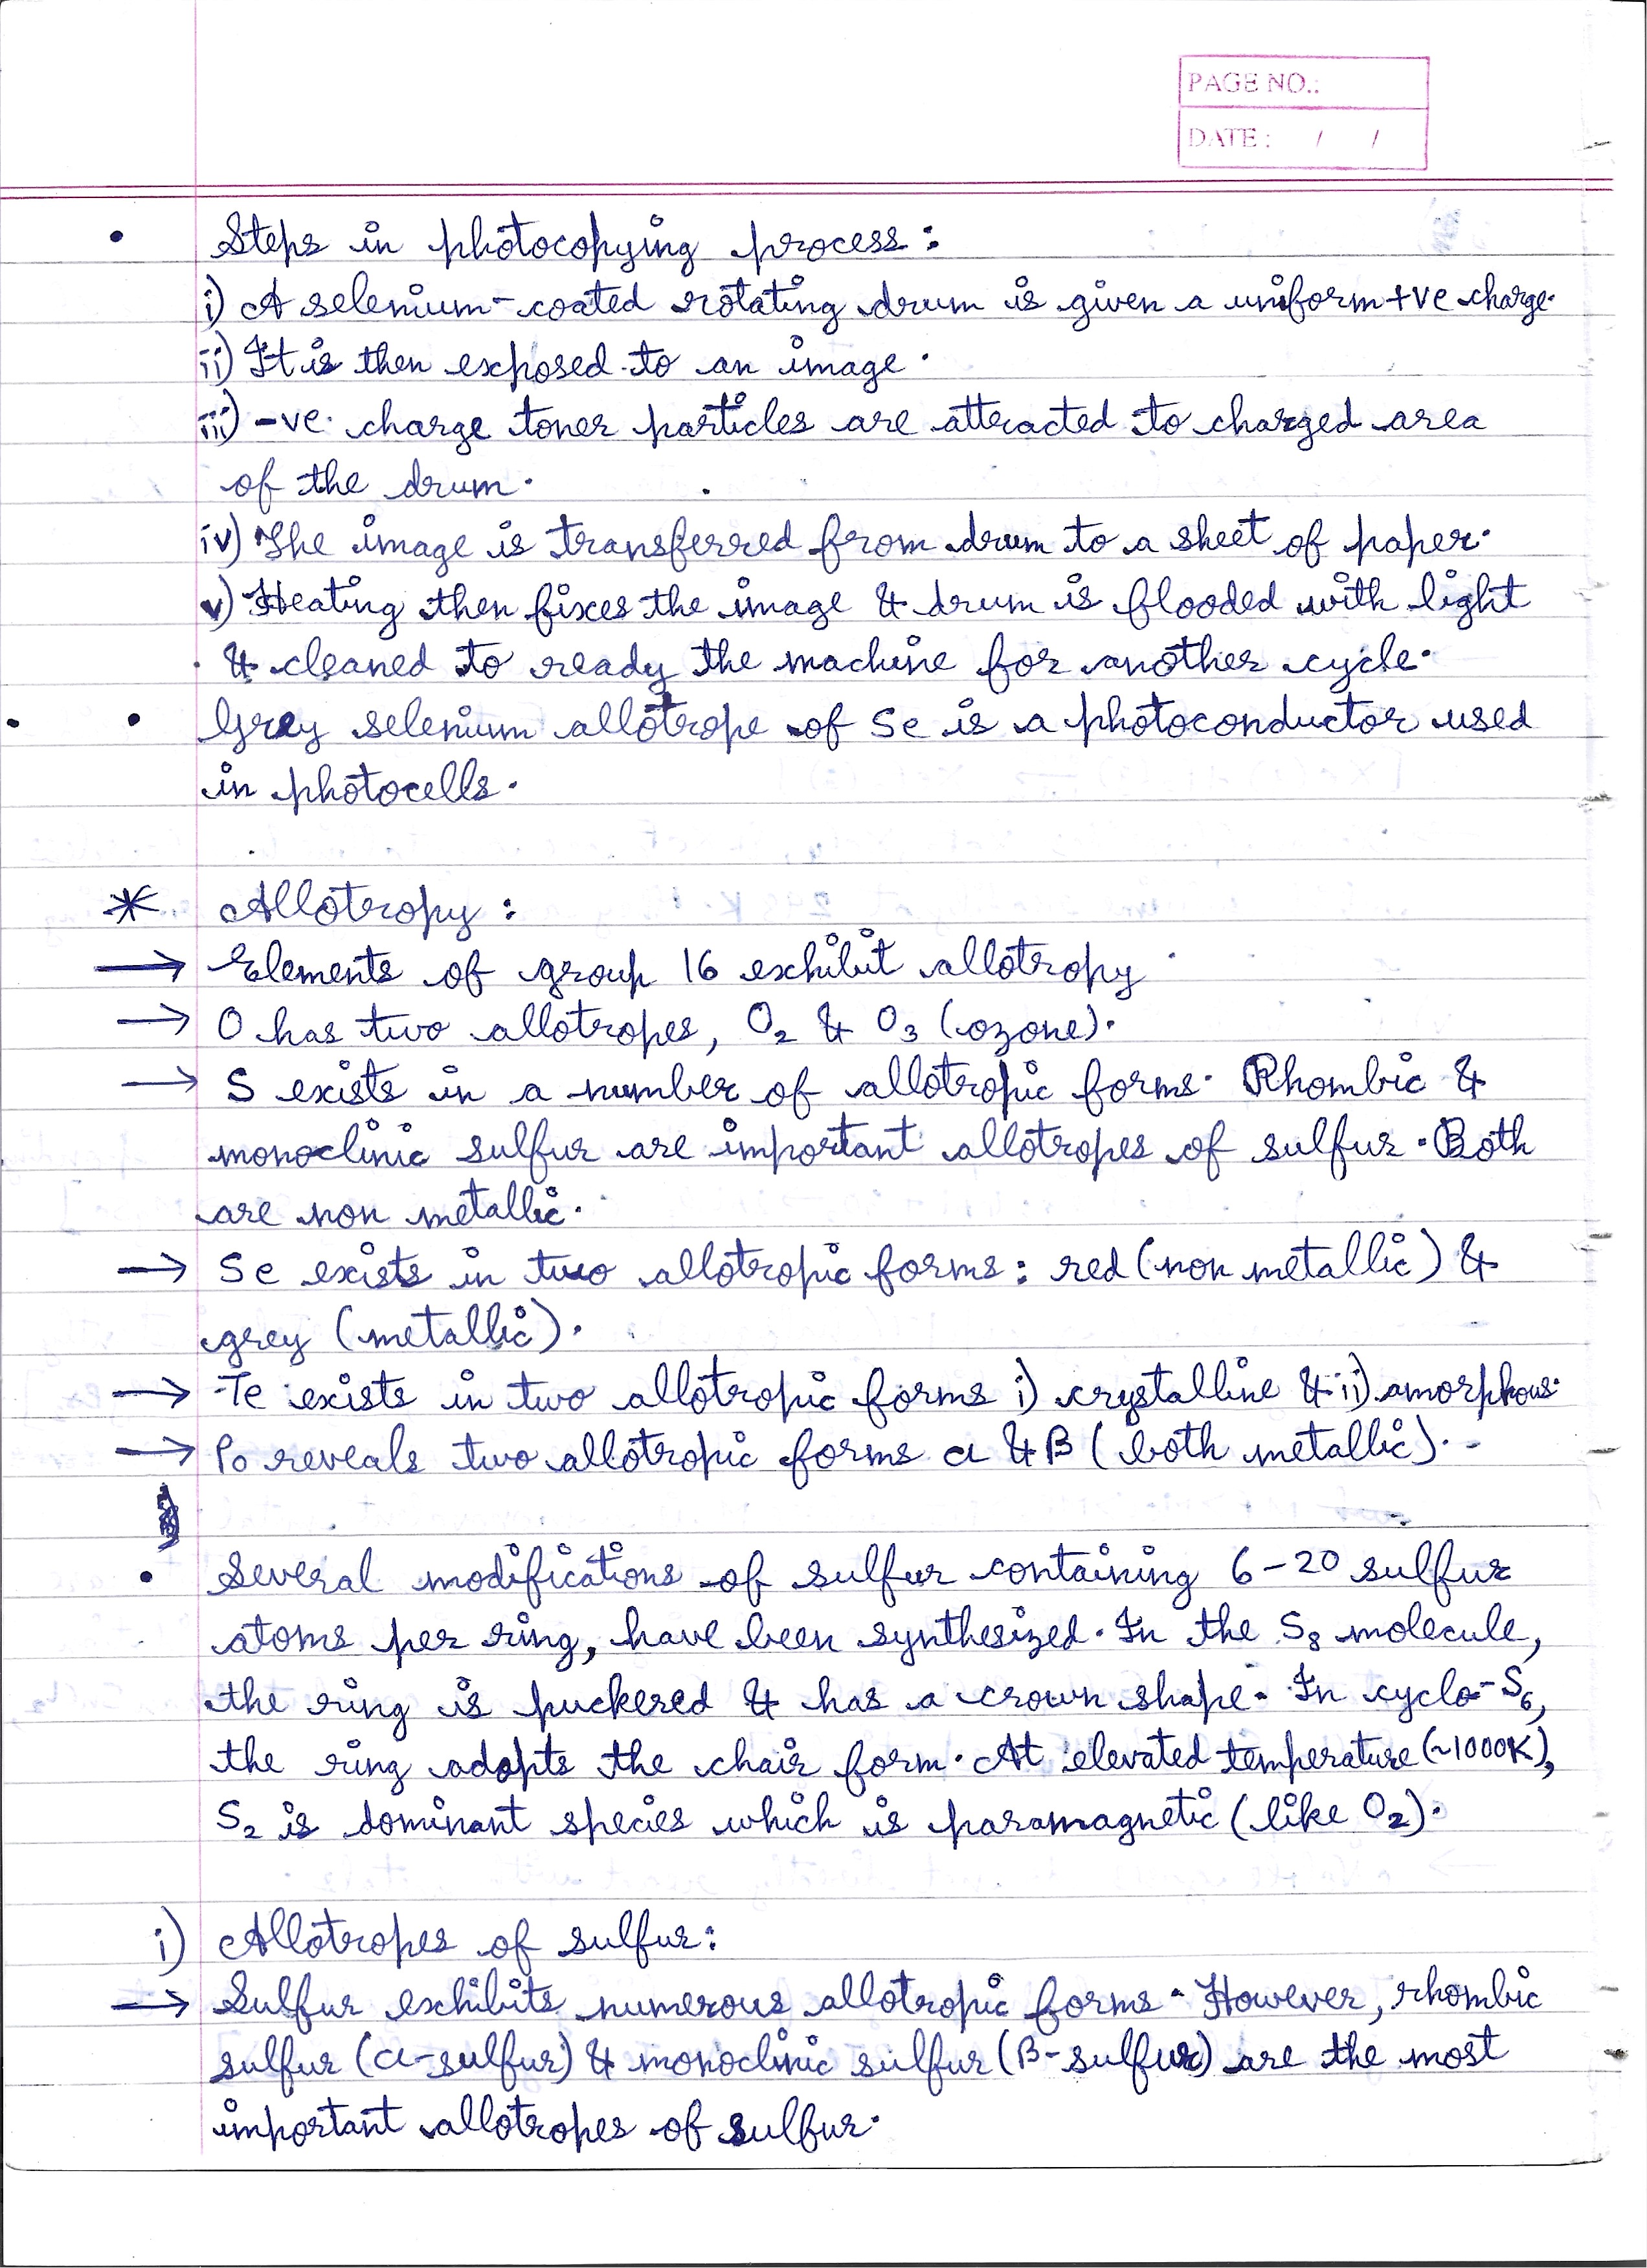 PAGE NO.:
DATE : / /
• Steps in photocopying process :
i) A selenium-coated rotating drum is given a uniform +ve charge.
ii) It is then exposed to an image.
iii) -ve charge toner particles are attracted to charged area
of the drum.
iv) The image is transferred from drum to a sheet of paper.
v) Heating then fixes the image & drum is flooded with light
& cleaned to ready the machine for another cycle.
• Grey selenium allotrope of Se is a photoconductor used
in photocells.
* Allotropy :
→ Elements of group 16 exhibit allotropy
→ O has two allotropes, O₂ & O₃ (ozone).
→ S exists in a number of allotropic forms. Rhombic &
monoclinic sulfur are important allotropes of sulfur. Both
are non metallic.
→ Se exists in two allotropic forms : red (non metallic) &
grey (metallic).
→ Te exists in two allotropic forms i) crystalline & ii) amorphous.
→ Po reveals two allotropic forms α & β (both metallic).
• Several modifications of sulfur containing 6-20 sulfur
atoms per ring, have been synthesized. In the S₈ molecule,
the ring is puckered & has a crown shape. In cyclo-S₆,
the ring adopts the chair form. At elevated temperature (~1000K),
S₂ is dominant species which is paramagnetic (like O₂).
i) Allotropes of sulfur :
→ Sulfur exhibits numerous allotropic forms. However, rhombic
sulfur (α-sulfur) & monoclinic sulfur (β-sulfur) are the most
important allotropes of sulfur.